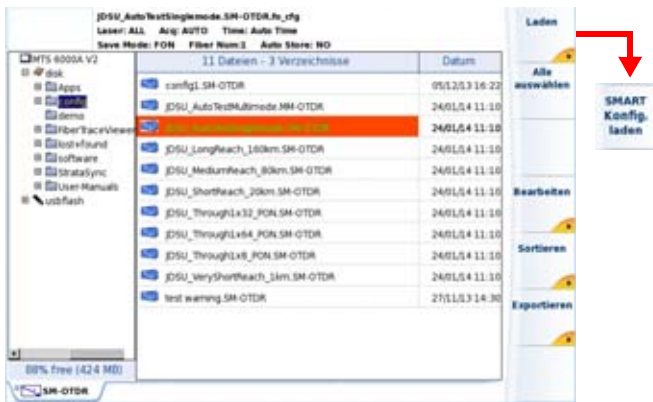 JDSU_AutoTestSinglemode.SM-OTDR.fo_cfg
Laser: ALL Acq: AUTO Time: Auto Time
Save Mode: FON Fiber Num:1 Auto Store: NO
MTS 6000A V2
disk
Apps
config
demo
FiberTraceViewer
lost+found
software
StrataSync
User-Manuals
usbflash
88% free (424 MB)
11 Dateien - 3 Verzeichnisse Datum
config1.SM-OTDR 05/12/13 16:22
JDSU_AutoTestMultimode.MM-OTDR 24/01/14 11:10
JDSU_AutoTestSinglemode.SM-OTDR 24/01/14 11:10
JDSU_LongReach_160km.SM-OTDR 24/01/14 11:10
JDSU_MediumReach_80km.SM-OTDR 24/01/14 11:10
JDSU_ShortReach_20km.SM-OTDR 24/01/14 11:10
JDSU_Through1x32_PON.SM-OTDR 24/01/14 11:10
JDSU_Through1x64_PON.SM-OTDR 24/01/14 11:10
JDSU_Through1x8_PON.SM-OTDR 24/01/14 11:10
JDSU_VeryShortReach_1km.SM-OTDR 24/01/14 11:10
test warning.SM-OTDR 27/11/13 14:30
SM-OTDR
Laden
Alle
auswählen
Bearbeiten
Sortieren
Exportieren
SMART
Konfig.
laden